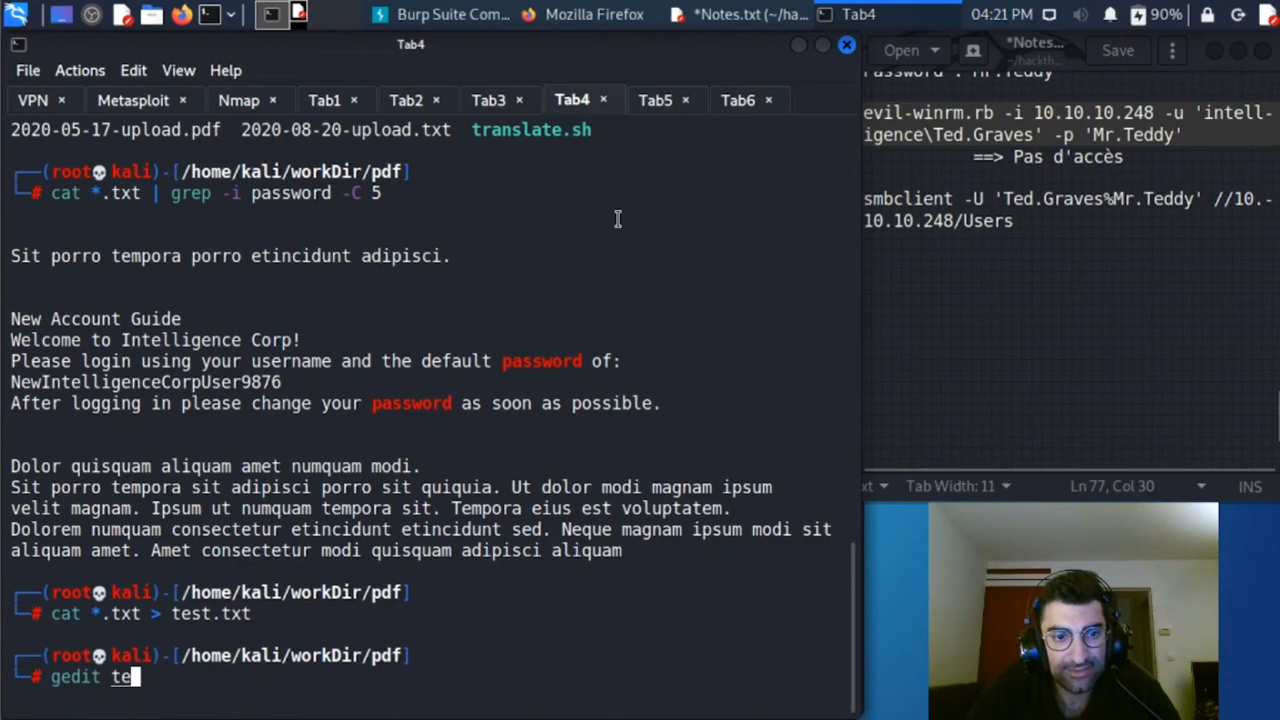 Burp Suite Com...
Mozilla Firefox
*Notes.txt (~/ha...
Tab4
04:21 PM
90%
Tab4
File Actions Edit View Help
VPN × Metasploit × Nmap × Tab1 × Tab2 × Tab3 × Tab4 × Tab5 × Tab6 ×
2020-05-17-upload.pdf 2020-08-20-upload.txt translate.sh
┌──(root💀kali)-[/home/kali/workDir/pdf]
└─# cat *.txt | grep -i password -C 5
Sit porro tempora porro etincidunt adipisci.
New Account Guide
Welcome to Intelligence Corp!
Please login using your username and the default password of:
NewIntelligenceCorpUser9876
After logging in please change your password as soon as possible.
Dolor quisquam aliquam amet numquam modi.
Sit porro tempora sit adipisci porro sit quiquia. Ut dolor modi magnam ipsum
velit magnam. Ipsum ut numquam tempora sit. Tempora eius est voluptatem.
Dolorem numquam consectetur etincidunt etincidunt sed. Neque magnam ipsum modi sit
aliquam amet. Amet consectetur modi quisquam adipisci aliquam
┌──(root💀kali)-[/home/kali/workDir/pdf]
└─# cat *.txt > test.txt
┌──(root💀kali)-[/home/kali/workDir/pdf]
└─# gedit te
Open
*Notes...
~/hackth...
Save
Password : Mr.Teddy
evil-winrm.rb -i 10.10.10.248 -u 'intell-
igence\Ted.Graves' -p 'Mr.Teddy'
==> Pas d'accès
smbclient -U 'Ted.Graves%Mr.Teddy' //10.-
10.10.248/Users
xt Tab Width: 11 Ln 77, Col 30 INS